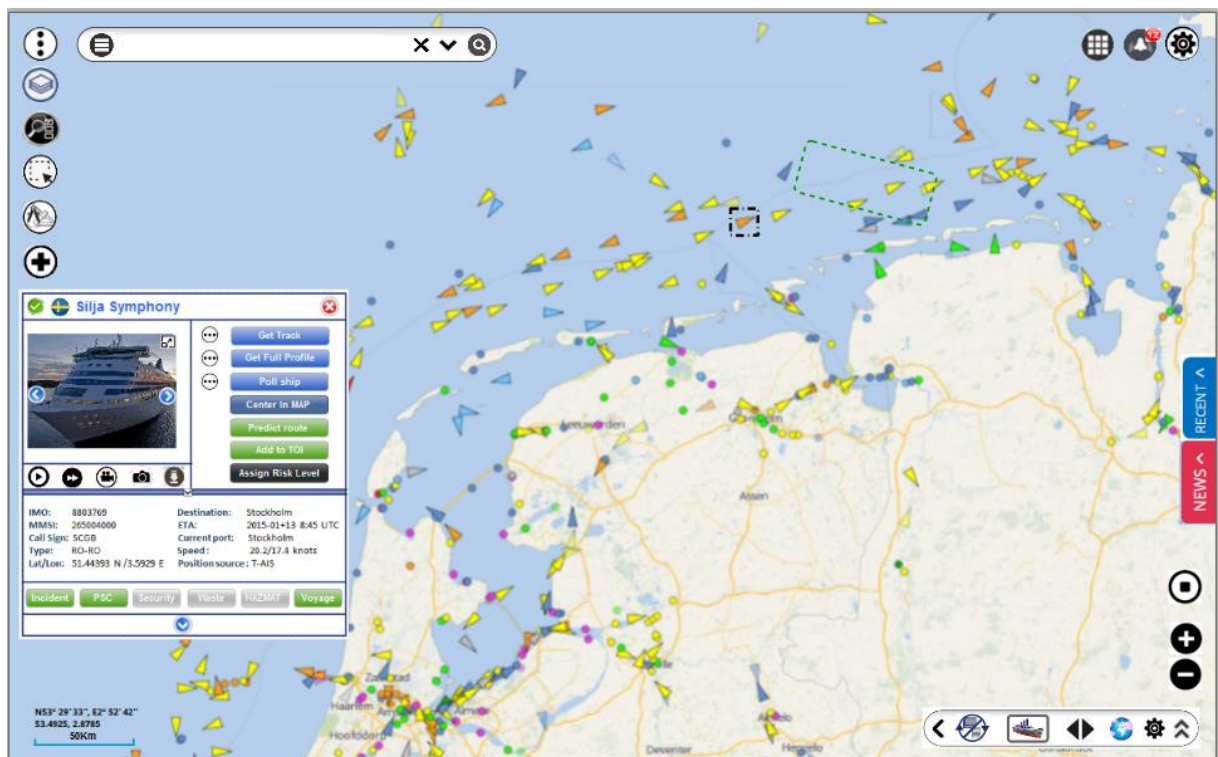 12
Silja Symphony
Get Track
Get Full Profile
Poll ship
Center In MAP
Predict route
Add to TOI
Assign Risk Level
IMO: 8803769
MMSI: 265004000
Call Sign: SCGB
Type: RO-RO
Lat/Lon: 51.44393 N /3.5929 E
Destination: Stockholm
ETA: 2015-01+13 8:45 UTC
Current port: Stockholm
Speed: 20.2/17.4 knots
Position source: T-AIS
Incident PSC Security Waste HAZMAT Voyage
RECENT
NEWS
Leeuwarden
Groningen
Assen
Zaanstad
Haarlem
Hoofddorp
Deventer
Hengelo
N53° 29' 33", E2° 52' 42"
53.4925, 2.8785
50Km